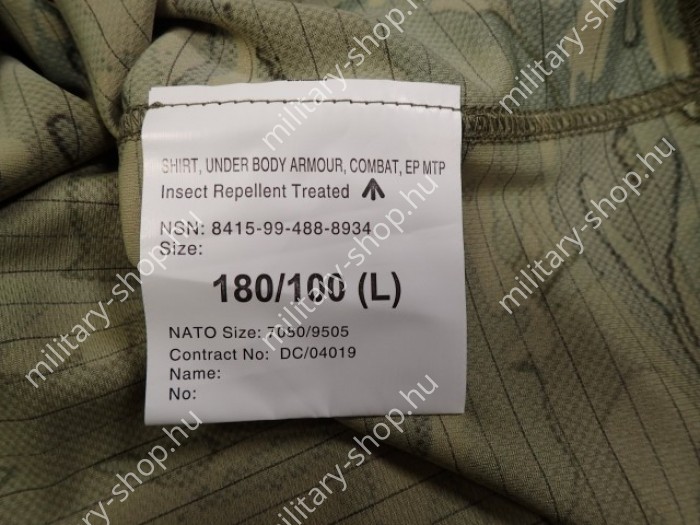 SHIRT, UNDER BODY ARMOUR, COMBAT, EP MTP
Insect Repellent Treated
NSN: 8415-99-488-8934
Size:
180/100 (L)
NATO Size: 7080/9505
Contract No: DC/04019
Name:
No:
military-shop.hu
military-shop.hu
military-shop.hu
military-shop.hu
military-shop.hu
military-shop.hu
military-shop.hu
military-shop.hu